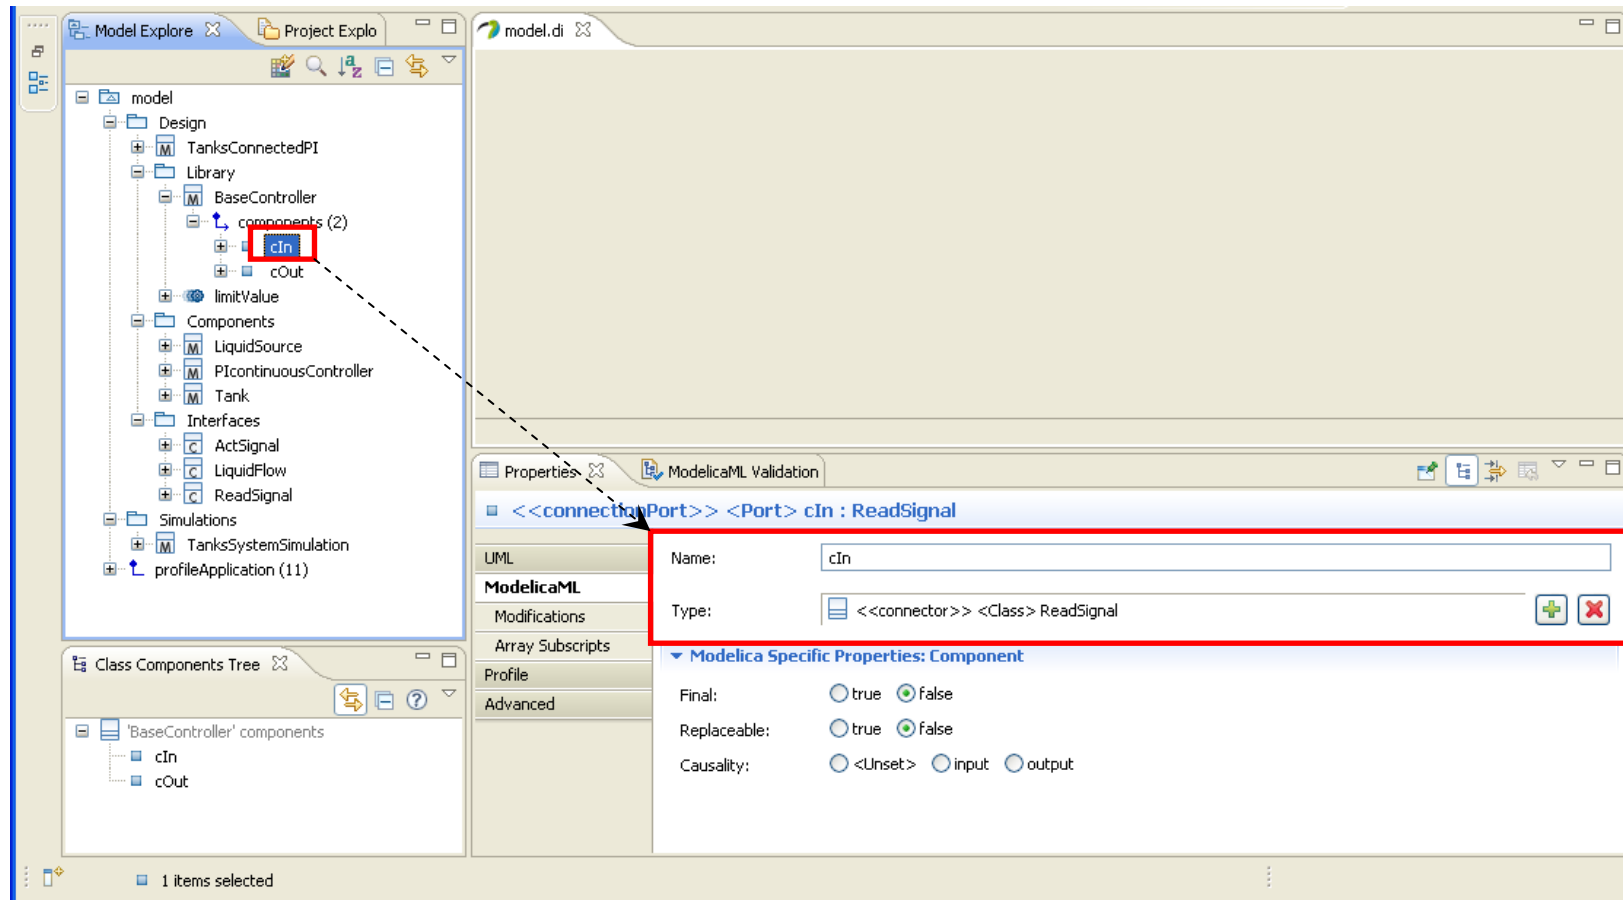 Model Explore
Project Explo
model.di
model
Design
TanksConnectedPI
Library
BaseController
components (2)
cIn
cOut
limitValue
Components
LiquidSource
PIcontinuousController
Tank
Interfaces
ActSignal
LiquidFlow
ReadSignal
Simulations
TanksSystemSimulation
profileApplication (11)
Class Components Tree
'BaseController' components
cIn
cOut
Properties
ModelicaML Validation
<<connectionPort>> <Port> cIn : ReadSignal
UML
ModelicaML
Modifications
Array Subscripts
Profile
Advanced
Name: cIn
Type: <<connector>> <Class> ReadSignal
Modelica Specific Properties: Component
Final: true false
Replaceable: true false
Causality: <Unset> input output
1 items selected